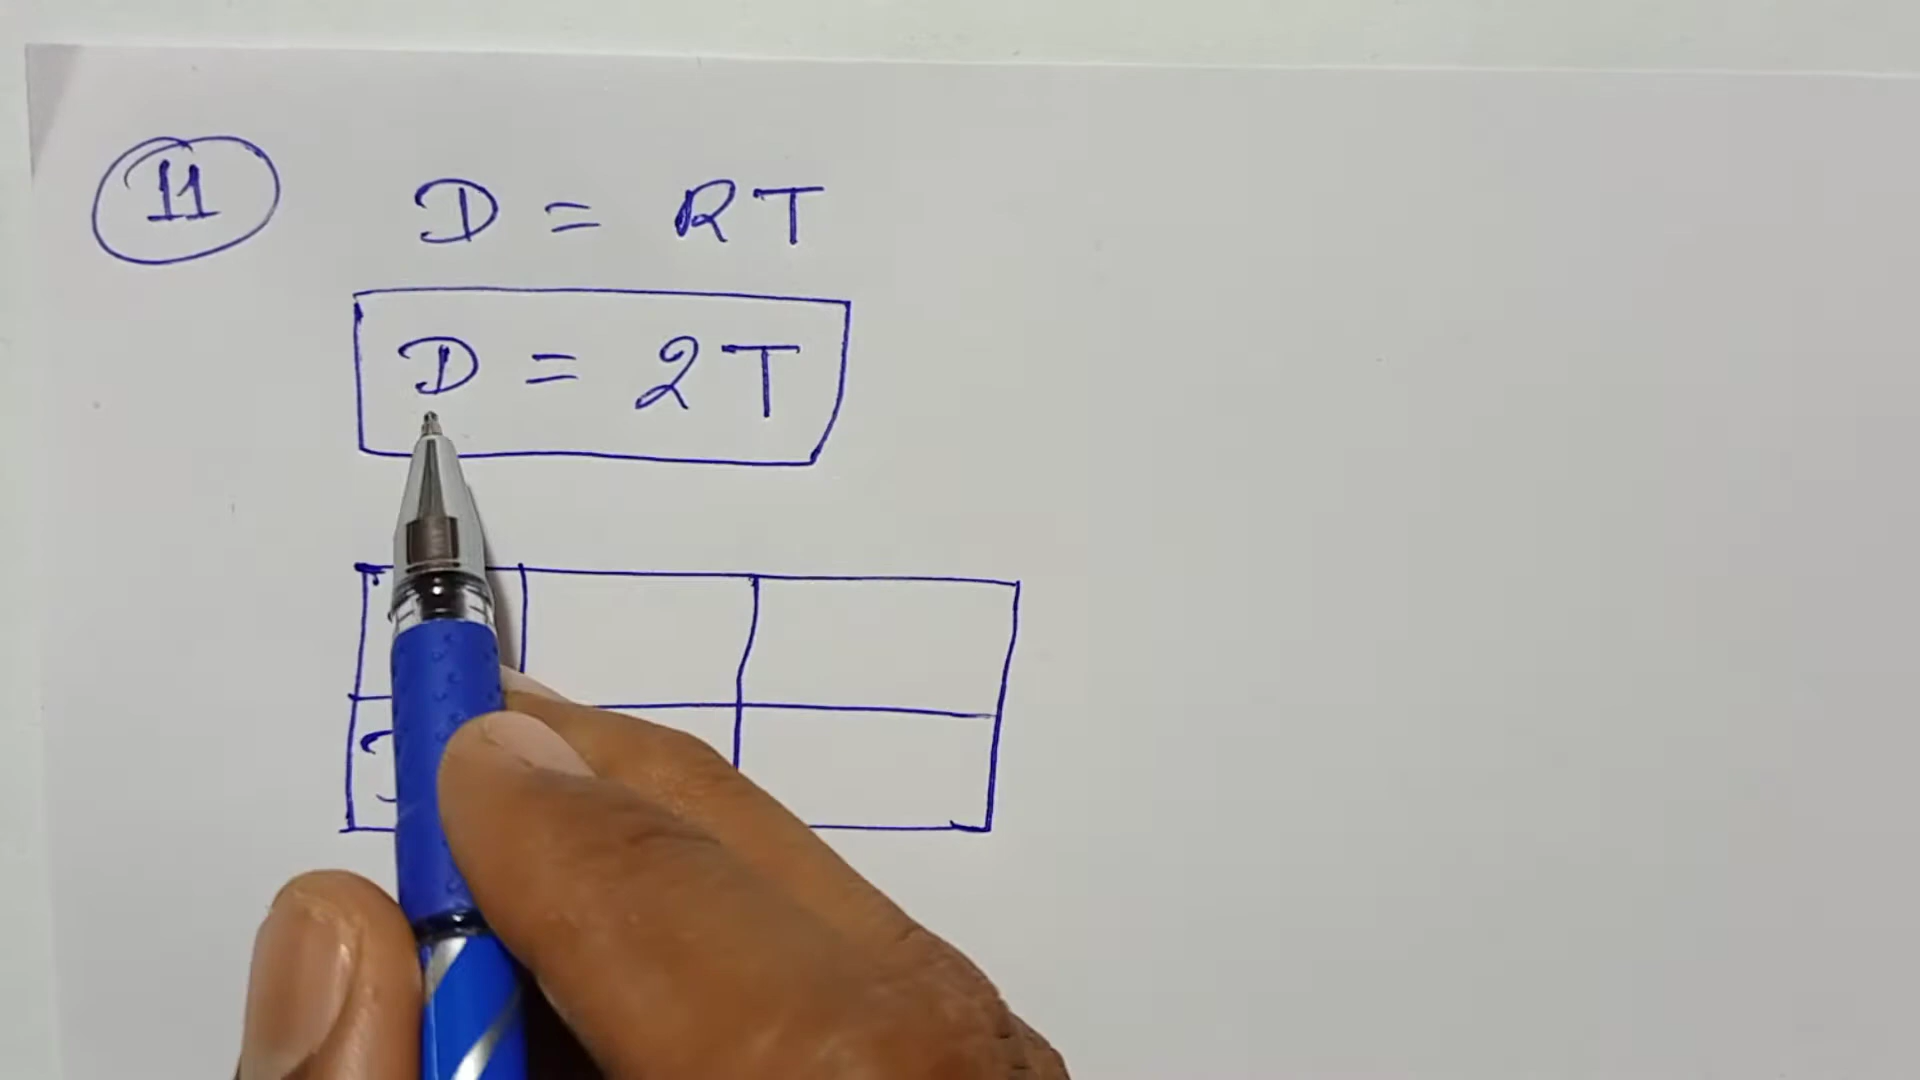 11
D = RT
D = 2T